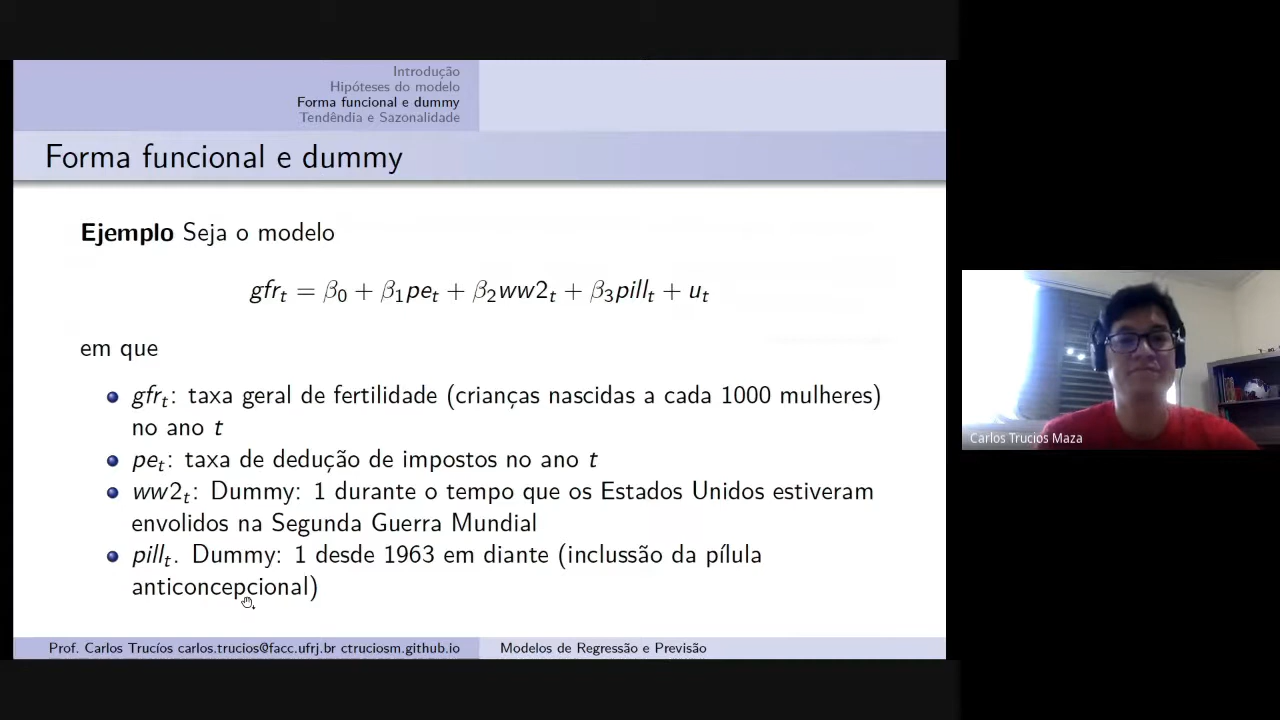 Introdução
Hipóteses do modelo
Forma funcional e dummy
Tendêndia e Sazonalidade
Forma funcional e dummy
Ejemplo Seja o modelo
gfr_t = β_0 + β_1pe_t + β_2ww2_t + β_3pill_t + u_t
em que
gfr_t: taxa geral de fertilidade (crianças nascidas a cada 1000 mulheres)
no ano t
pe_t: taxa de dedução de impostos no ano t
ww2_t: Dummy: 1 durante o tempo que os Estados Unidos estiveram
envolidos na Segunda Guerra Mundial
pill_t. Dummy: 1 desde 1963 em diante (inclussão da pílula
anticoncepcional)
Prof. Carlos Trucíos carlos.trucios@facc.ufrj.br ctruciosm.github.io
Modelos de Regressão e Previsão
Carlos Trucios Maza